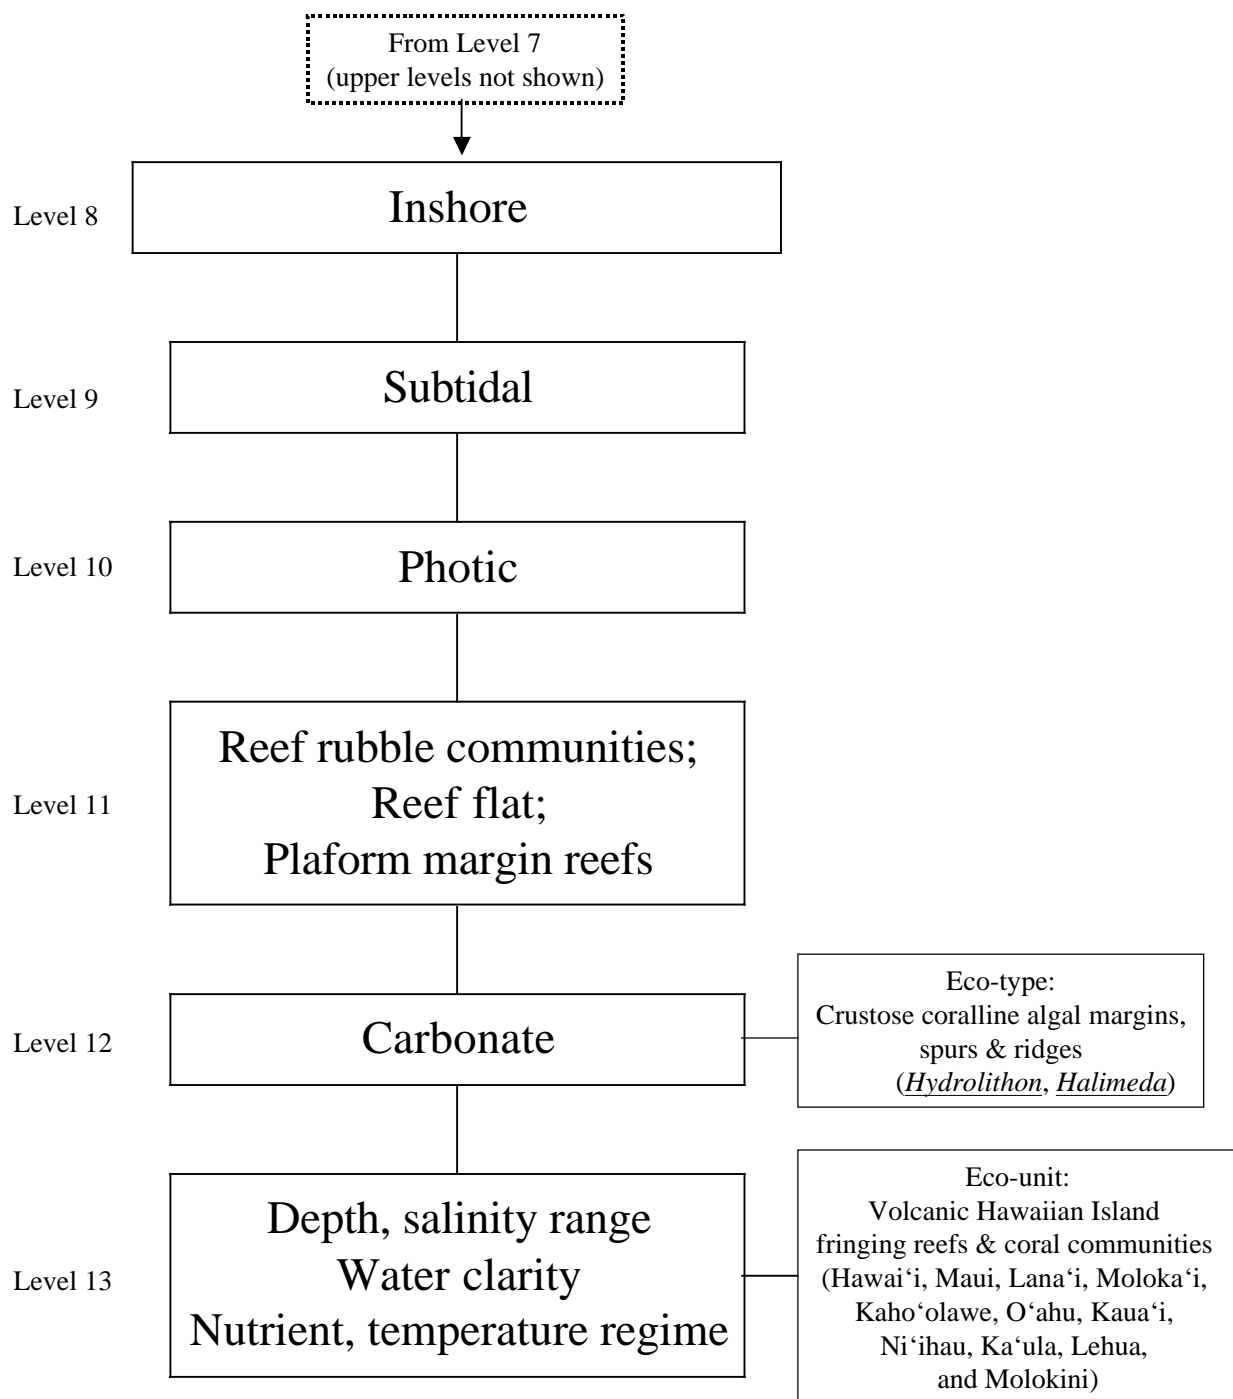 From Level 7
(upper levels not shown)
Level 8
Inshore
Level 9
Subtidal
Level 10
Photic
Level 11
Reef rubble communities;
Reef flat;
Plaform margin reefs
Level 12
Carbonate
Eco-type:
Crustose coralline algal margins,
spurs & ridges
(Hydrolithon, Halimeda)
Level 13
Depth, salinity range
Water clarity
Nutrient, temperature regime
Eco-unit:
Volcanic Hawaiian Island
fringing reefs & coral communities
(Hawai‘i, Maui, Lana‘i, Moloka‘i,
Kaho‘olawe, O‘ahu, Kaua‘i,
Ni‘ihau, Ka‘ula, Lehua,
and Molokini)